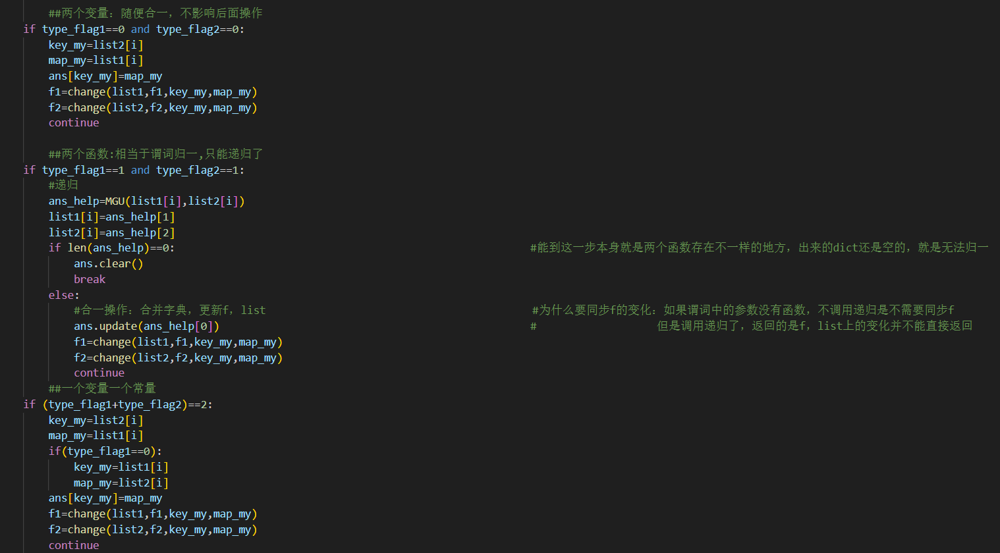 ##两个变量：随便合一，不影响后面操作
if type_flag1==0 and type_flag2==0:
key_my=list2[i]
map_my=list1[i]
ans[key_my]=map_my
f1=change(list1,f1,key_my,map_my)
f2=change(list2,f2,key_my,map_my)
continue
##两个函数:相当于谓词归一,只能递归了
if type_flag1==1 and type_flag2==1:
#递归
ans_help=MGU(list1[i],list2[i])
list1[i]=ans_help[1]
list2[i]=ans_help[2]
if len(ans_help)==0: #能到这一步本身就是两个函数存在不一样的地方，出来的dict还是空的，就是无法归一
ans.clear()
break
else:
#合一操作：合并字典，更新f，list #为什么要同步f的变化：如果谓词中的参数没有函数，不调用递归是不需要同步f
ans.update(ans_help[0]) # 但是调用递归了，返回的是f，list上的变化并不能直接返回
f1=change(list1,f1,key_my,map_my)
f2=change(list2,f2,key_my,map_my)
continue
##一个变量一个常量
if (type_flag1+type_flag2)==2:
key_my=list2[i]
map_my=list1[i]
if(type_flag1==0):
key_my=list1[i]
map_my=list2[i]
ans[key_my]=map_my
f1=change(list1,f1,key_my,map_my)
f2=change(list2,f2,key_my,map_my)
continue